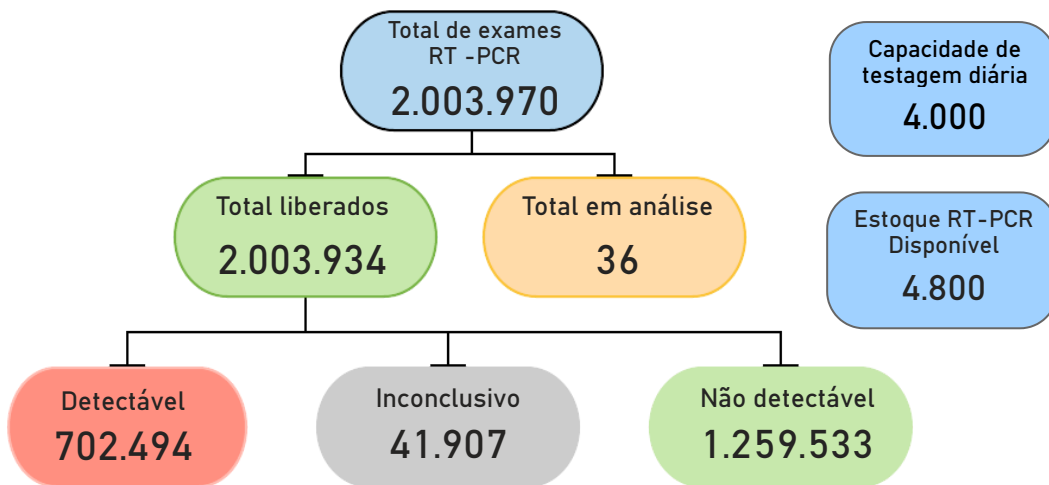 Total de exames
RT -PCR
2.003.970
Capacidade de
testagem diária
4.000
Total liberados
2.003.934
Total em análise
36
Estoque RT-PCR
Disponível
4.800
Detectável
702.494
Inconclusivo
41.907
Não detectável
1.259.533